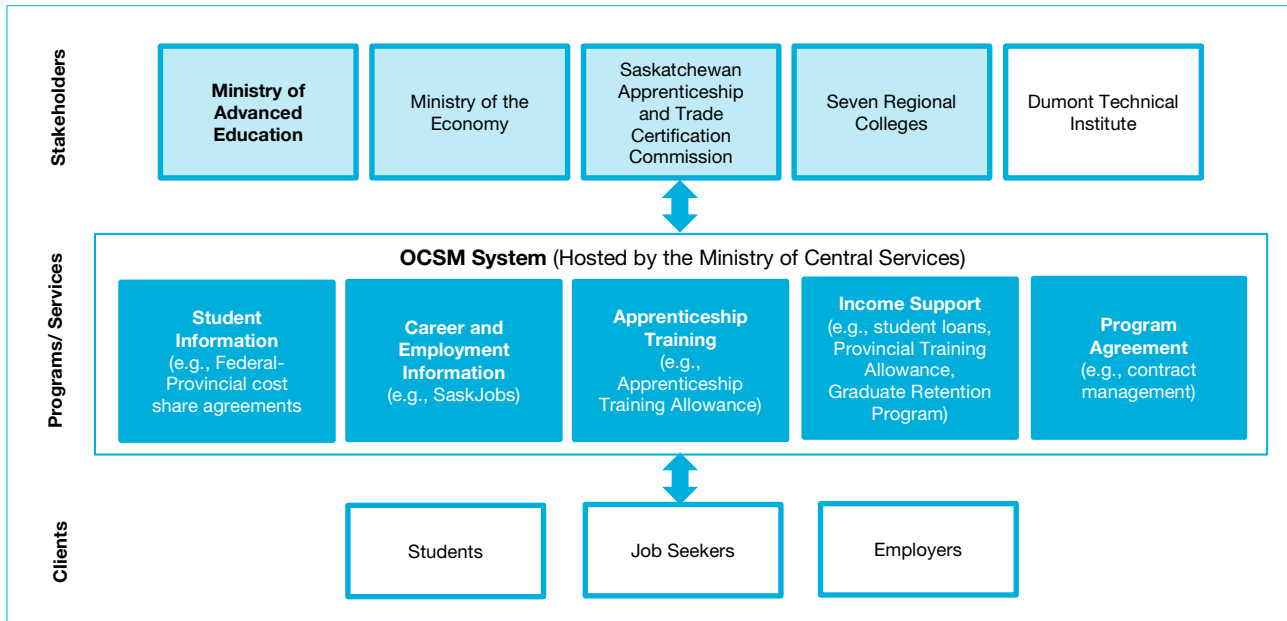 Stakeholders
Ministry of
Advanced
Education
Ministry of the
Economy
Saskatchewan
Apprenticeship
and Trade
Certification
Commission
Seven Regional
Colleges
Dumont Technical
Institute
Programs/ Services
OCSM System (Hosted by the Ministry of Central Services)
Student
Information
(e.g., Federal-
Provincial cost
share agreements
Career and
Employment
Information
(e.g., SaskJobs)
Apprenticeship
Training
(e.g.,
Apprenticeship
Training Allowance)
Income Support
(e.g., student loans,
Provincial Training
Allowance,
Graduate Retention
Program)
Program
Agreement
(e.g., contract
management)
Clients
Students
Job Seekers
Employers